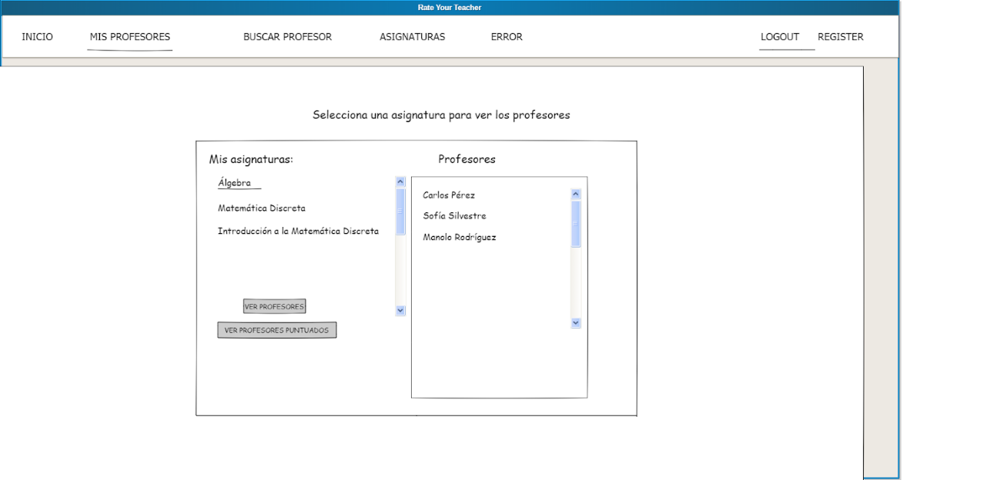 Rate Your Teacher
INICIO MIS PROFESORES BUSCAR PROFESOR ASIGNATURAS ERROR LOGOUT REGISTER
Selecciona una asignatura para ver los profesores
Mis asignaturas:
Álgebra
Matemática Discreta
Introducción a la Matemática Discreta
VER PROFESORES
VER PROFESORES PUNTUADOS
Profesores
Carlos Pérez
Sofía Silvestre
Manolo Rodríguez